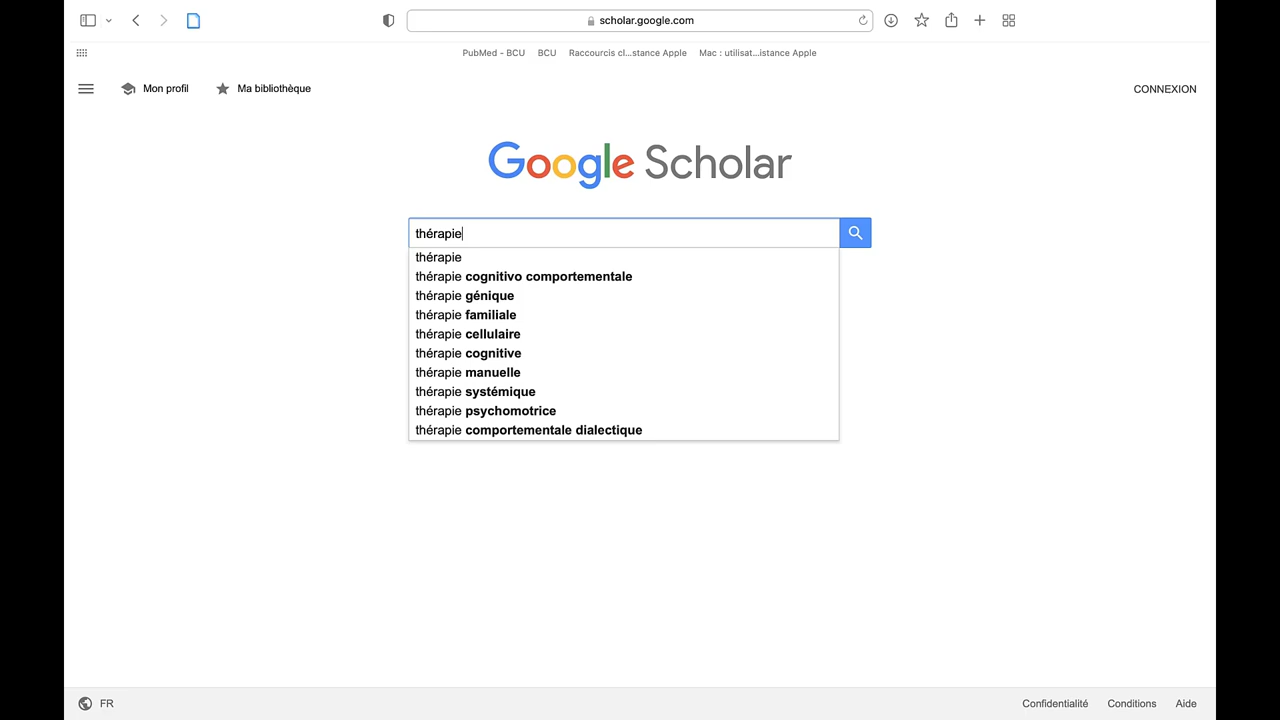 scholar.google.com
PubMed - BCU BCU Raccourcis cl...stance Apple Mac : utilisat...istance Apple
Mon profil Ma bibliothèque CONNEXION
Google Scholar
thérapie
thérapie
thérapie cognitivo comportementale
thérapie génique
thérapie familiale
thérapie cellulaire
thérapie cognitive
thérapie manuelle
thérapie systémique
thérapie psychomotrice
thérapie comportementale dialectique
FR Confidentialité Conditions Aide